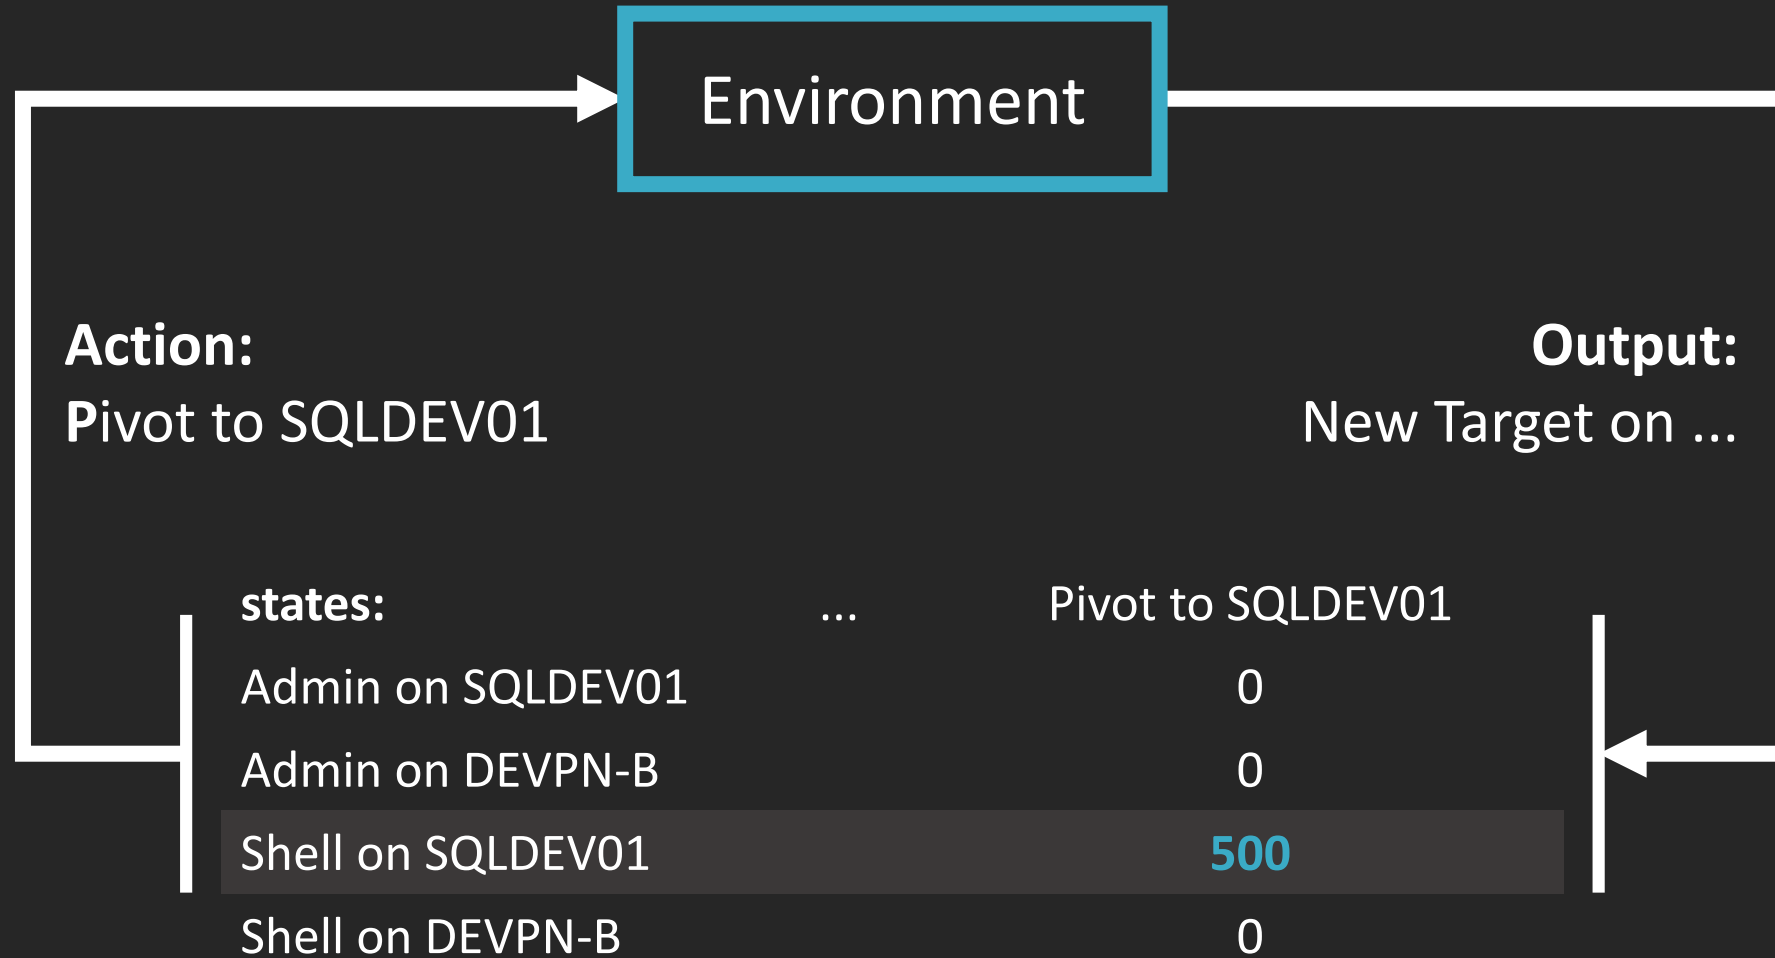 Environment
Action:
Pivot to SQLDEV01
Output:
New Target on ...
states: ... Pivot to SQLDEV01
Admin on SQLDEV01 0
Admin on DEVPN-B 0
Shell on SQLDEV01 500
Shell on DEVPN-B 0